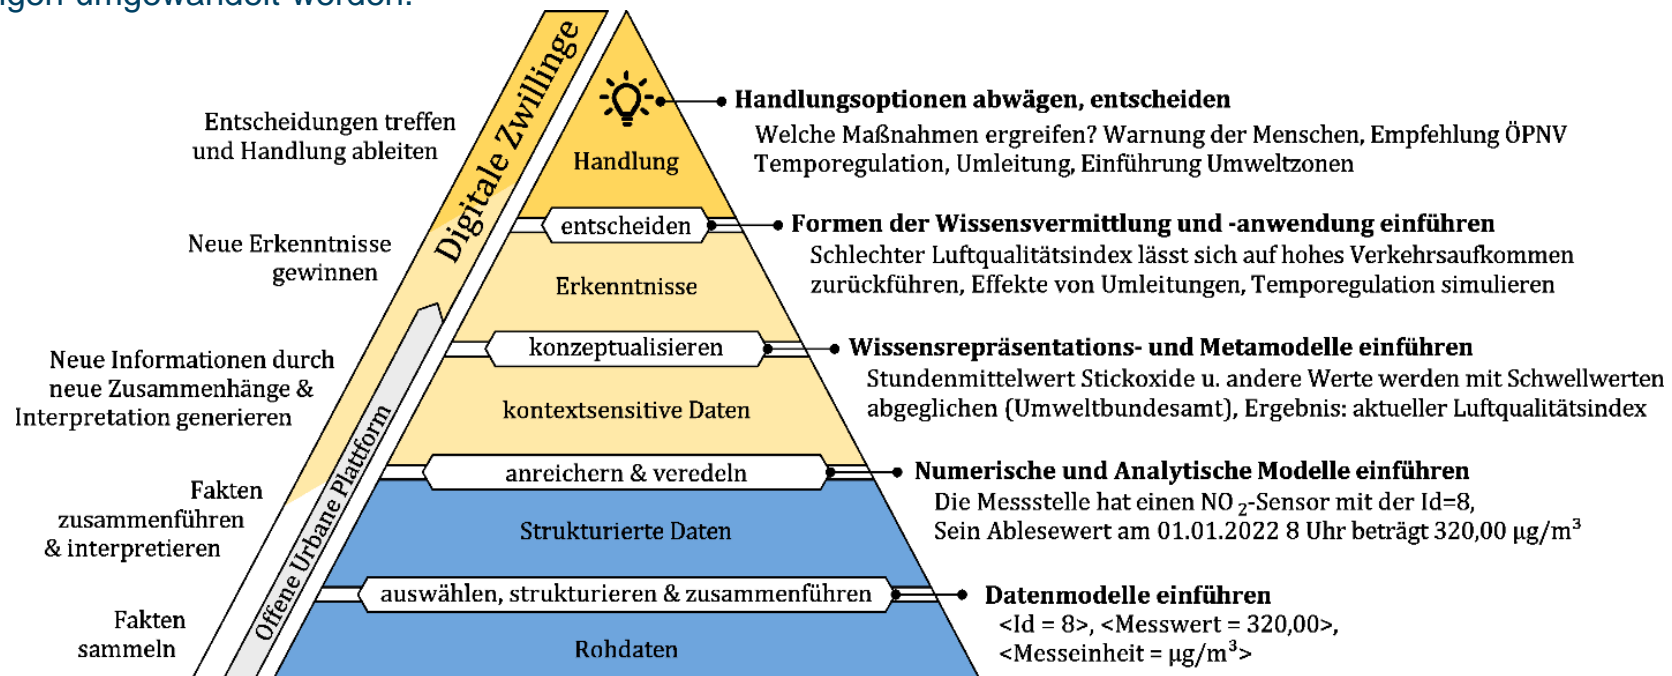 umgewandelt werden.
Digitale Zwillinge
Offene Urbane Plattform
Entscheidungen treffen
und Handlung ableiten
Neue Erkenntnisse
gewinnen
Neue Informationen durch
neue Zusammenhänge &
Interpretation generieren
Fakten
zusammenführen
& interpretieren
Fakten
sammeln
Handlung
entscheiden
Erkenntnisse
konzeptualisieren
kontextsensitive Daten
anreichern & veredeln
Strukturierte Daten
auswählen, strukturieren & zusammenführen
Rohdaten
Handlungsoptionen abwägen, entscheiden
Welche Maßnahmen ergreifen? Warnung der Menschen, Empfehlung ÖPNV
Temporegulation, Umleitung, Einführung Umweltzonen
Formen der Wissensvermittlung und -anwendung einführen
Schlechter Luftqualitätsindex lässt sich auf hohes Verkehrsaufkommen
zurückführen, Effekte von Umleitungen, Temporegulation simulieren
Wissensrepräsentations- und Metamodelle einführen
Stundenmittelwert Stickoxide u. andere Werte werden mit Schwellwerten
abgeglichen (Umweltbundesamt), Ergebnis: aktueller Luftqualitätsindex
Numerische und Analytische Modelle einführen
Die Messstelle hat einen NO₂-Sensor mit der Id=8,
Sein Ablesewert am 01.01.2022 8 Uhr beträgt 320,00 µg/m³
Datenmodelle einführen
<Id = 8>, <Messwert = 320,00>,
<Messeinheit = µg/m³>